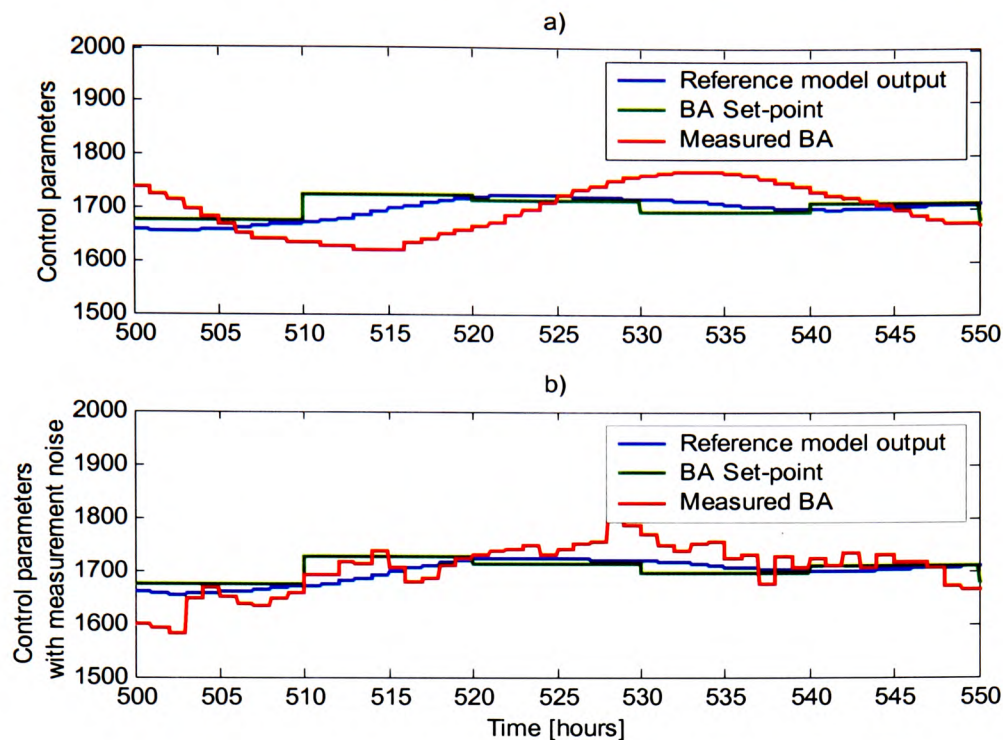 a)
2000
1900
1800
1700
1600
1500
Control parameters
Reference model output
BA Set-point
Measured BA
500 505 510 515 520 525 530 535 540 545 550
b)
2000
1900
1800
1700
1600
1500
Control parameters
with measurement noise
Reference model output
BA Set-point
Measured BA
500 505 510 515 520 525 530 535 540 545 550
Time [hours]